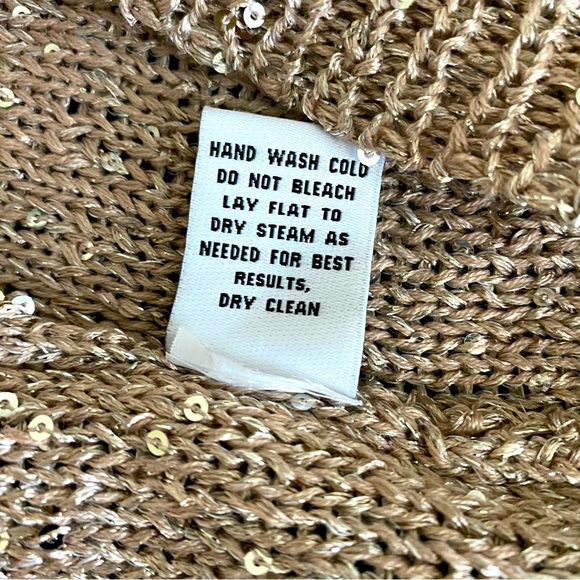 HAND WASH COLD
DO NOT BLEACH
LAY FLAT TO
DRY STEAM AS
NEEDED FOR BEST
RESULTS,
DRY CLEAN